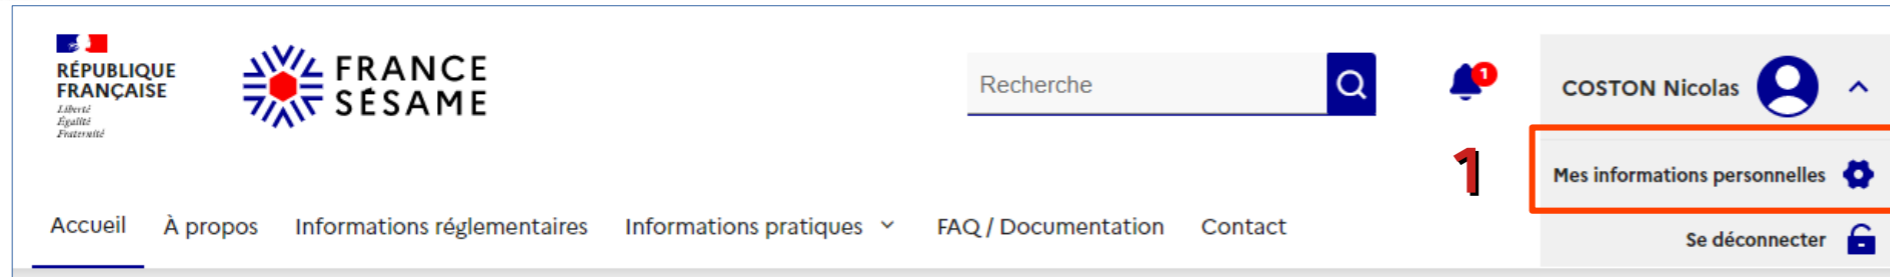 RÉPUBLIQUE
FRANÇAISE
Liberté
Égalité
Fraternité
FRANCE
SÉSAME
Recherche
1
COSTON Nicolas
1
Mes informations personnelles
Accueil À propos Informations réglementaires Informations pratiques FAQ / Documentation Contact
Se déconnecter